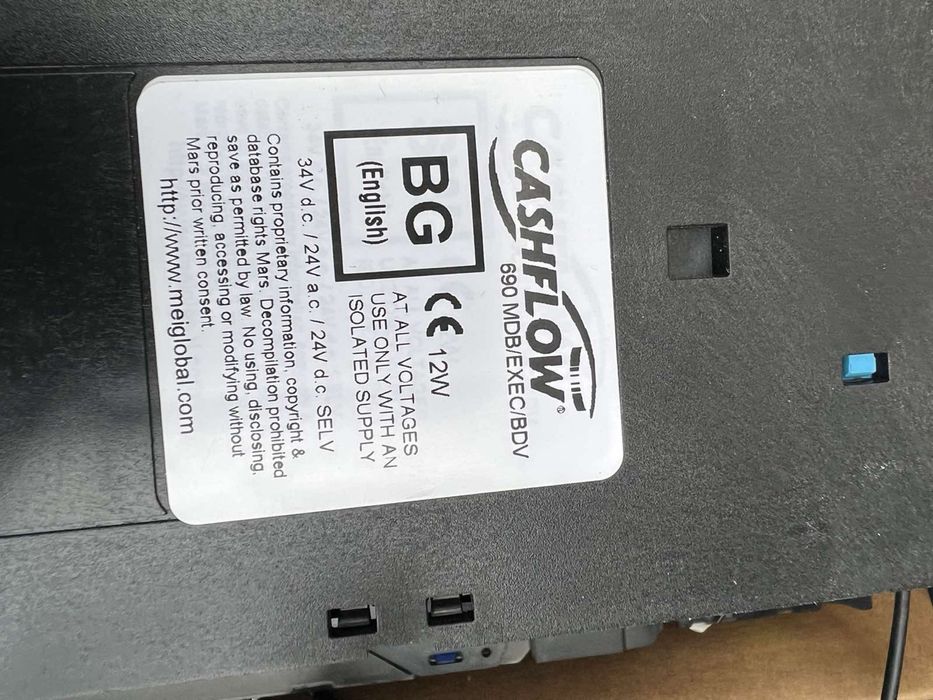 CASHFLOW®
690 MDB/EXEC/BDV
BG
(English)
CE 12W
AT ALL VOLTAGES
USE ONLY WITH AN
ISOLATED SUPPLY
34V d.c. / 24V a.c. / 24V d.c. SELV
Contains proprietary information, copyright &
database rights Mars. Decompilation prohibited
save as permitted by law. No using, disclosing,
reproducing, accessing or modifying without
Mars prior written consent.
http://www.meiglobal.com